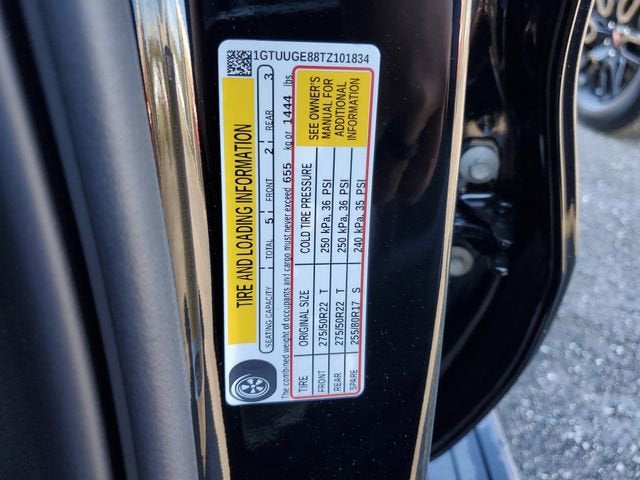 1GTUUGE88TZ101834
TIRE AND LOADING INFORMATION
SEATING CAPACITY TOTAL 5 FRONT 2 REAR 3
The combined weight of occupants and cargo must never exceed 655 kg or 1444 lbs.
TIRE ORIGINAL SIZE COLD TIRE PRESSURE
FRONT 275/50R22 T 250 kPa, 36 PSI
REAR 275/50R22 T 250 kPa, 36 PSI
SPARE 255/80R17 S 240 kPa, 35 PSI
SEE OWNER'S
MANUAL FOR
ADDITIONAL
INFORMATION